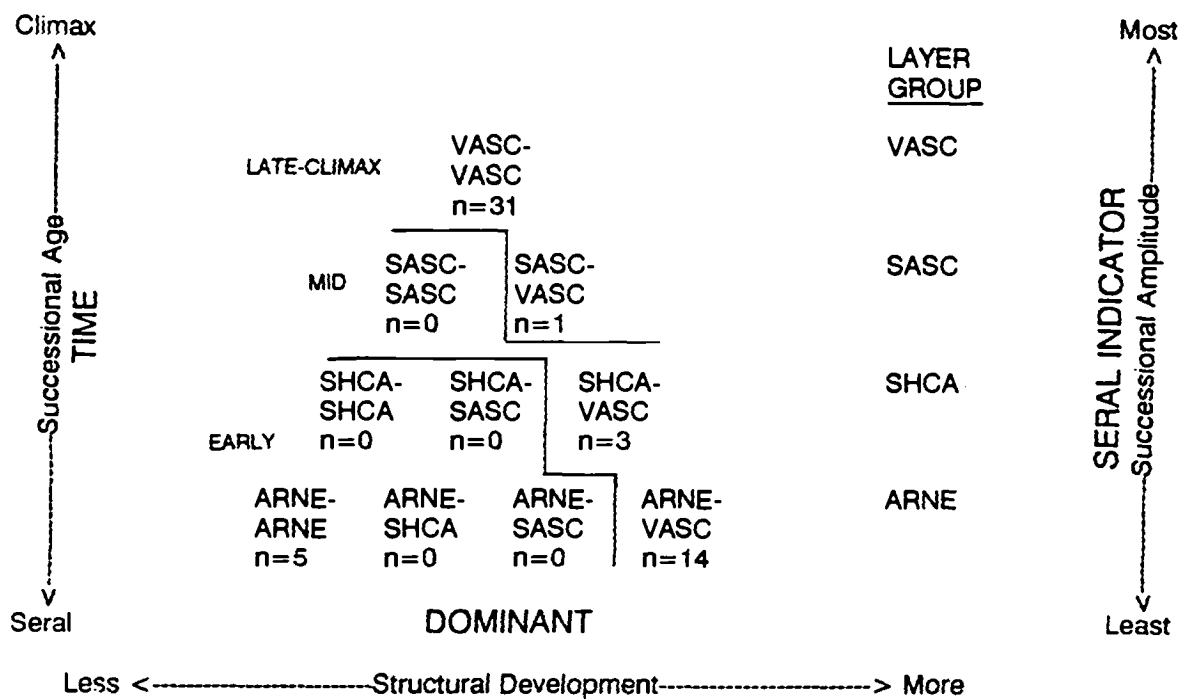 Climax
Most
LAYER
GROUP
LATE-CLIMAX
VASC-
VASC
n=31
VASC
MID
SASC-
SASC
n=0
SASC-
VASC
n=1
SASC
EARLY
SHCA-
SHCA
n=0
SHCA-
SASC
n=0
SHCA-
VASC
n=3
SHCA
ARNE-
ARNE
n=5
ARNE-
SHCA
n=0
ARNE-
SASC
n=0
ARNE-
VASC
n=14
ARNE
Successional Age
TIME
SERAL INDICATOR
Successional Amplitude
Seral
DOMINANT
Least
Less <---Structural Development---> More